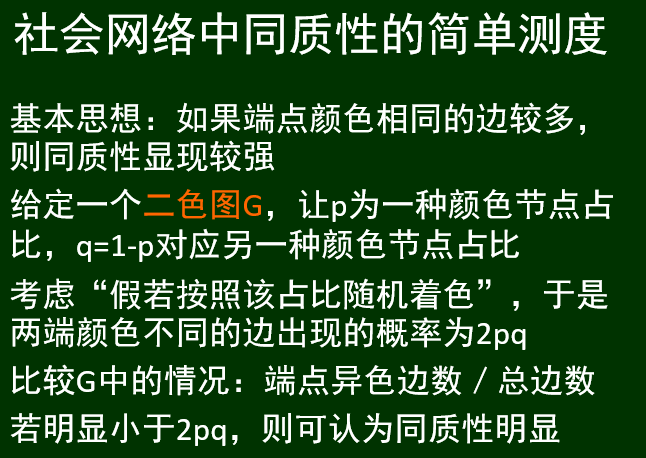 社会网络中同质性的简单测度
基本思想：如果端点颜色相同的边较多，
则同质性显现较强
给定一个二色图G，让p为一种颜色节点占
比，q=1-p对应另一种颜色节点占比
考虑“假若按照该占比随机着色”，于是
两端颜色不同的边出现的概率为2pq
比较G中的情况：端点异色边数／总边数
若明显小于2pq，则可认为同质性明显